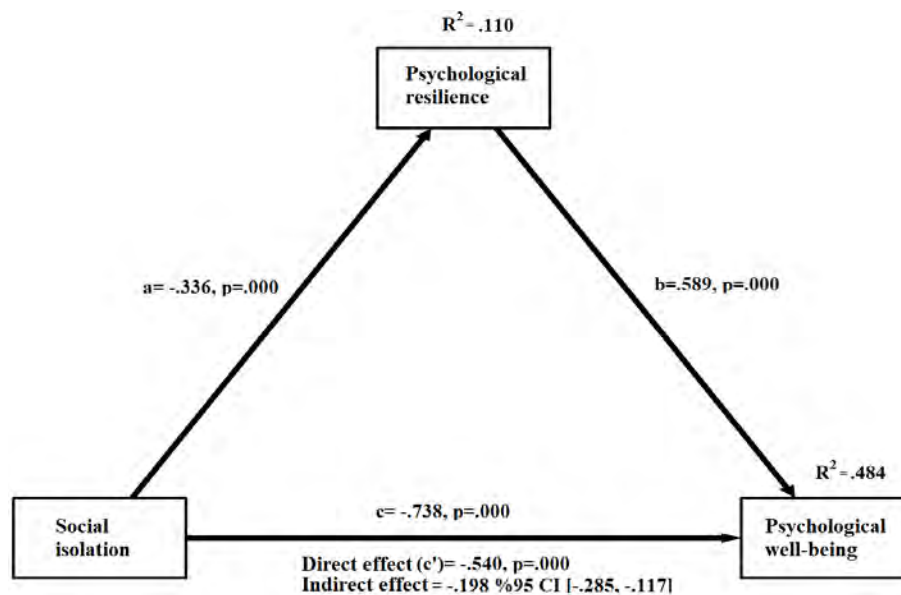 R² = .110
Psychological
resilience
a= -.336, p=.000
b=.589, p=.000
R² = .484
Social
isolation
c= -.738, p=.000
Psychological
well-being
Direct effect (c')= -.540, p=.000
Indirect effect = -.198 %95 CI [-.285, -.117]